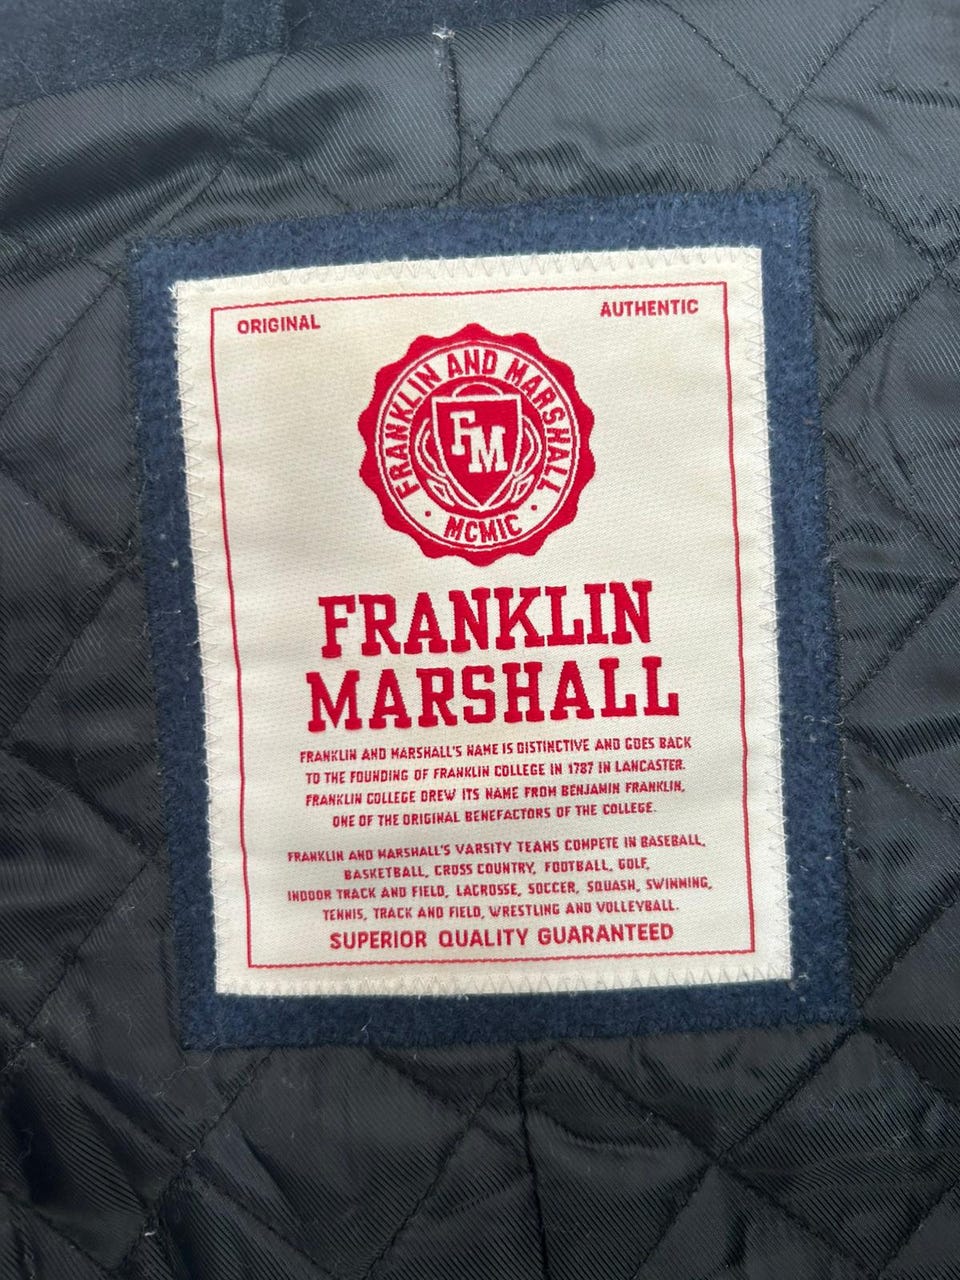 ORIGINAL
AUTHENTIC
FRANKLIN AND MARSHALL
FM
• MCMIC •
FRANKLIN
MARSHALL
FRANKLIN AND MARSHALL'S NAME IS DISTINCTIVE AND GOES BACK
TO THE FOUNDING OF FRANKLIN COLLEGE IN 1787 IN LANCASTER.
FRANKLIN COLLEGE DREW ITS NAME FROM BENJAMIN FRANKLIN,
ONE OF THE ORIGINAL BENEFACTORS OF THE COLLEGE.
FRANKLIN AND MARSHALL'S VARSITY TEAMS COMPETE IN BASEBALL,
BASKETBALL, CROSS COUNTRY, FOOTBALL, GOLF,
INDOOR TRACK AND FIELD, LACROSSE, SOCCER, SQUASH, SWIMMING,
TENNIS, TRACK AND FIELD, WRESTLING AND VOLLEYBALL.
SUPERIOR QUALITY GUARANTEED